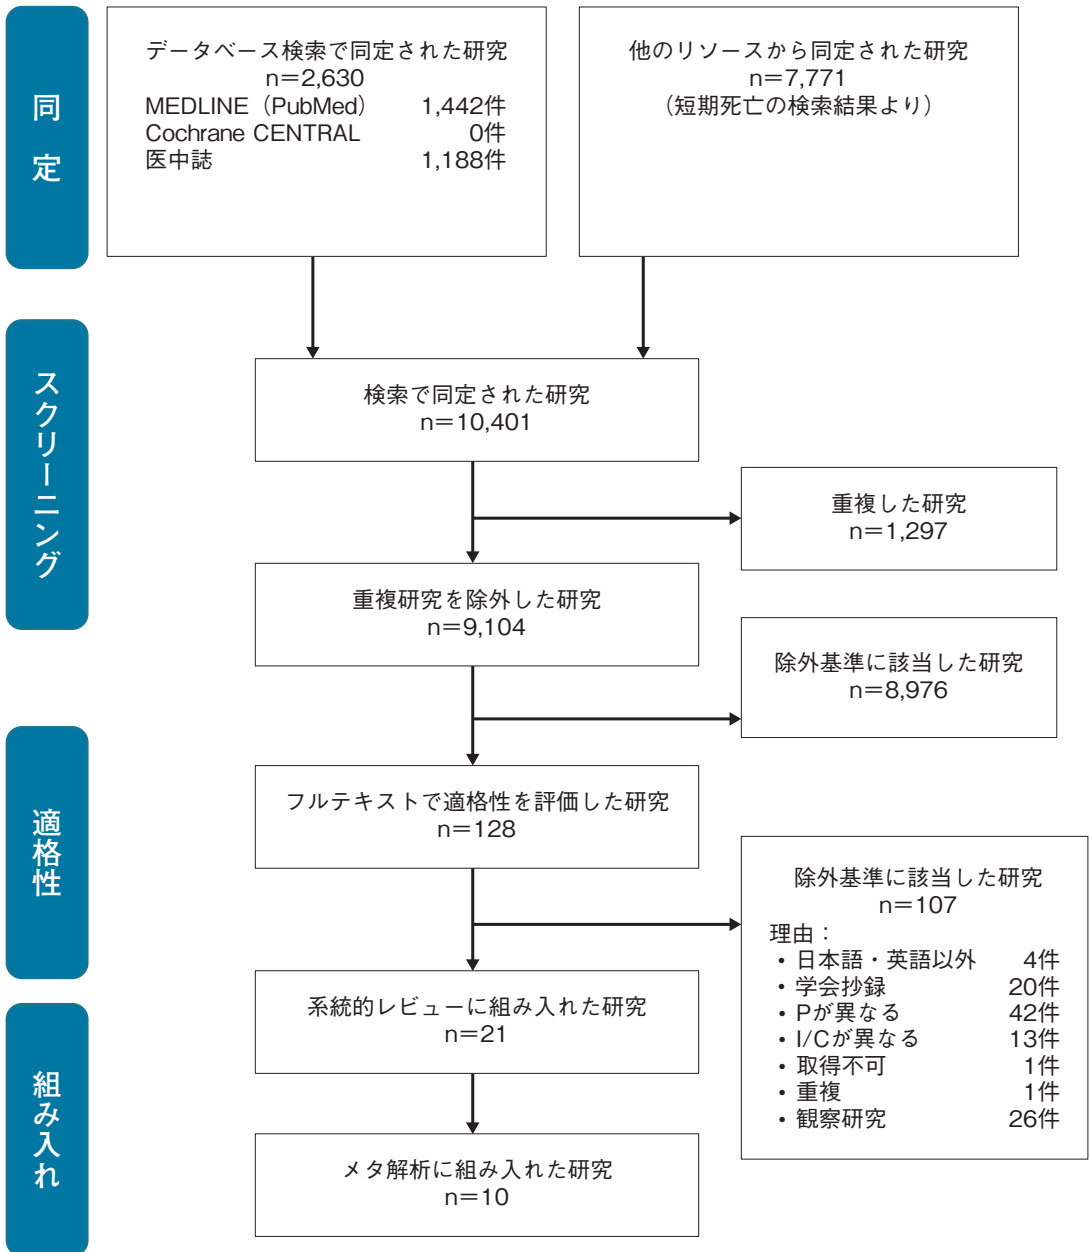 同定
データベース検索で同定された研究
n＝2,630
MEDLINE（PubMed） 1,442件
Cochrane CENTRAL 0件
医中誌 1,188件
他のリソースから同定された研究
n＝7,771
（短期死亡の検索結果より）
スクリーニング
検索で同定された研究
n＝10,401
重複した研究
n＝1,297
重複研究を除外した研究
n＝9,104
除外基準に該当した研究
n＝8,976
適格性
フルテキストで適格性を評価した研究
n＝128
除外基準に該当した研究
n＝107
理由：
• 日本語・英語以外 4件
• 学会抄録 20件
• Pが異なる 42件
• I/Cが異なる 13件
• 取得不可 1件
• 重複 1件
• 観察研究 26件
組み入れ
系統的レビューに組み入れた研究
n＝21
メタ解析に組み入れた研究
n＝10